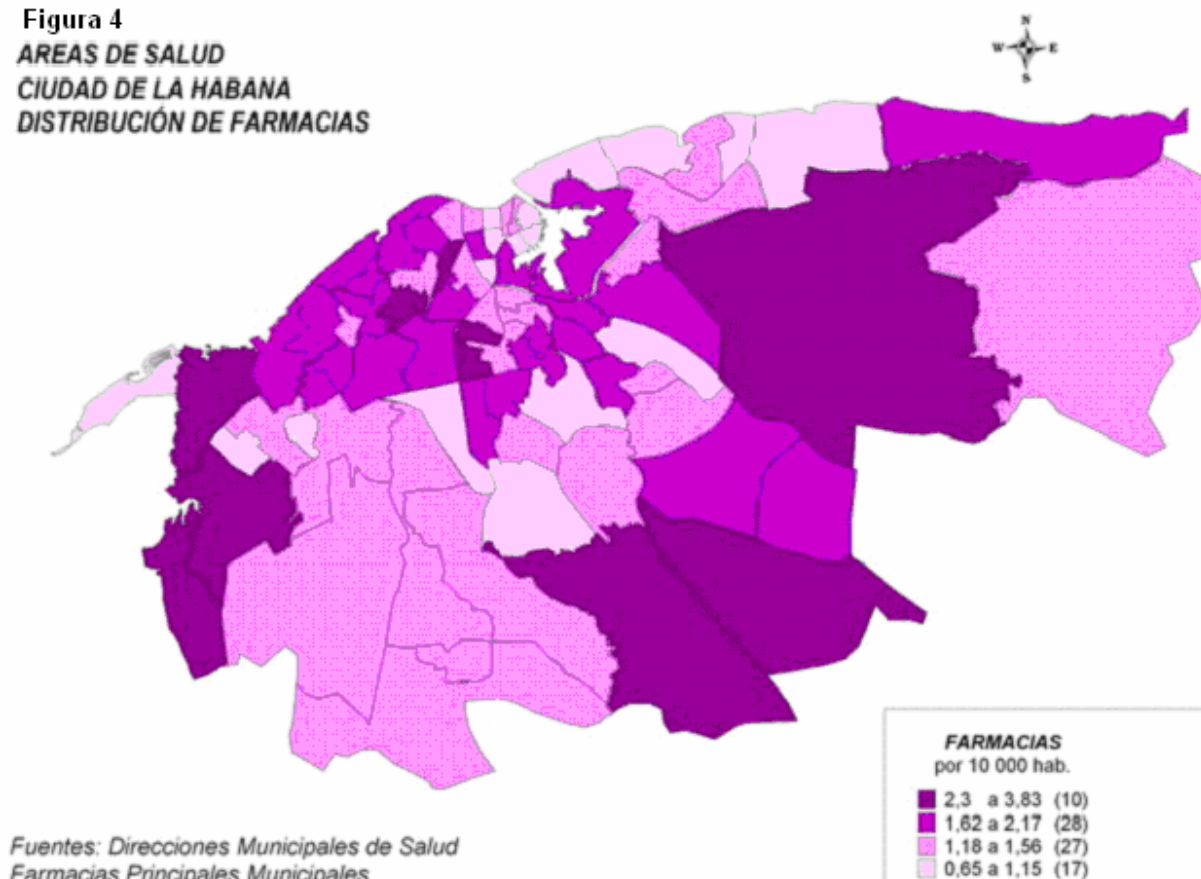 Figura 4
AREAS DE SALUD
CIUDAD DE LA HABANA
DISTRIBUCIÓN DE FARMACIAS
N
W E
S
FARMACIAS
por 10 000 hab.
2,3 a 3,83 (10)
1,62 a 2,17 (28)
1,18 a 1,56 (27)
0,65 a 1,15 (17)
Fuentes: Direcciones Municipales de Salud
Farmacias Principales Municipales